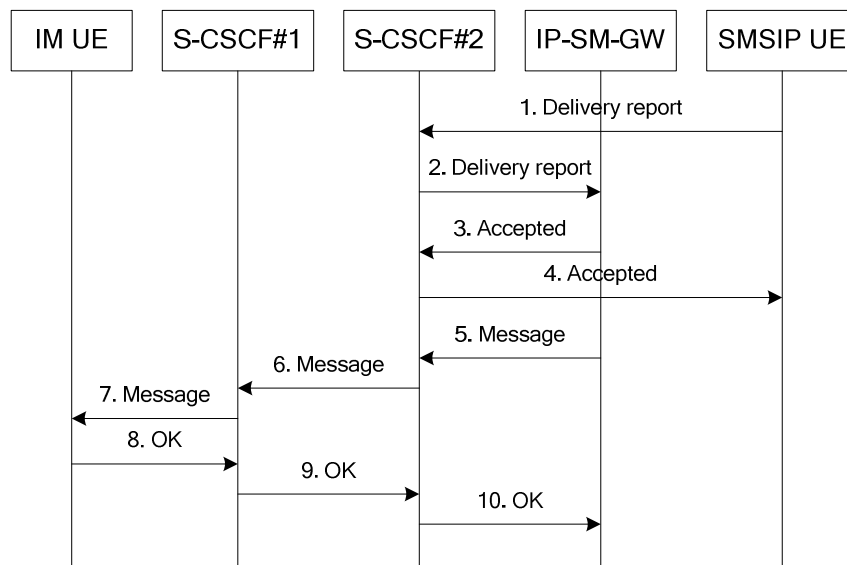 IM UE
S-CSCF#1
S-CSCF#2
IP-SM-GW
SMSIP UE
1. Delivery report
2. Delivery report
3. Accepted
4. Accepted
5. Message
6. Message
7. Message
8. OK
9. OK
10. OK